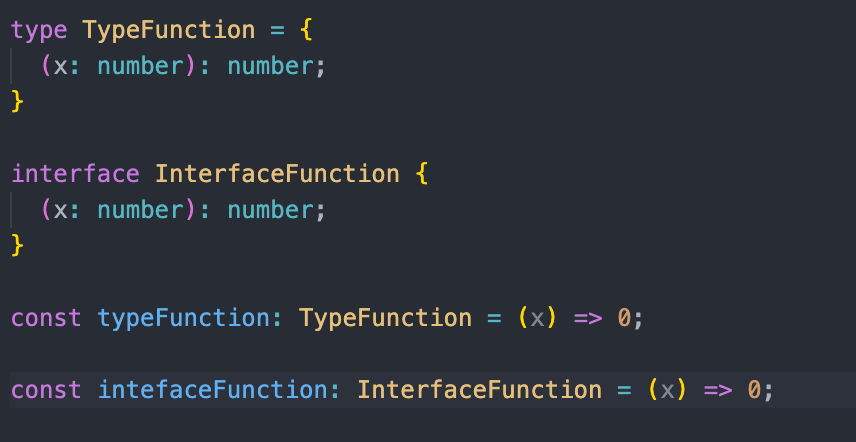 type TypeFunction = {
(x: number): number;
}
interface InterfaceFunction {
(x: number): number;
}
const typeFunction: TypeFunction = (x) => 0;
const intefaceFunction: InterfaceFunction = (x) => 0;